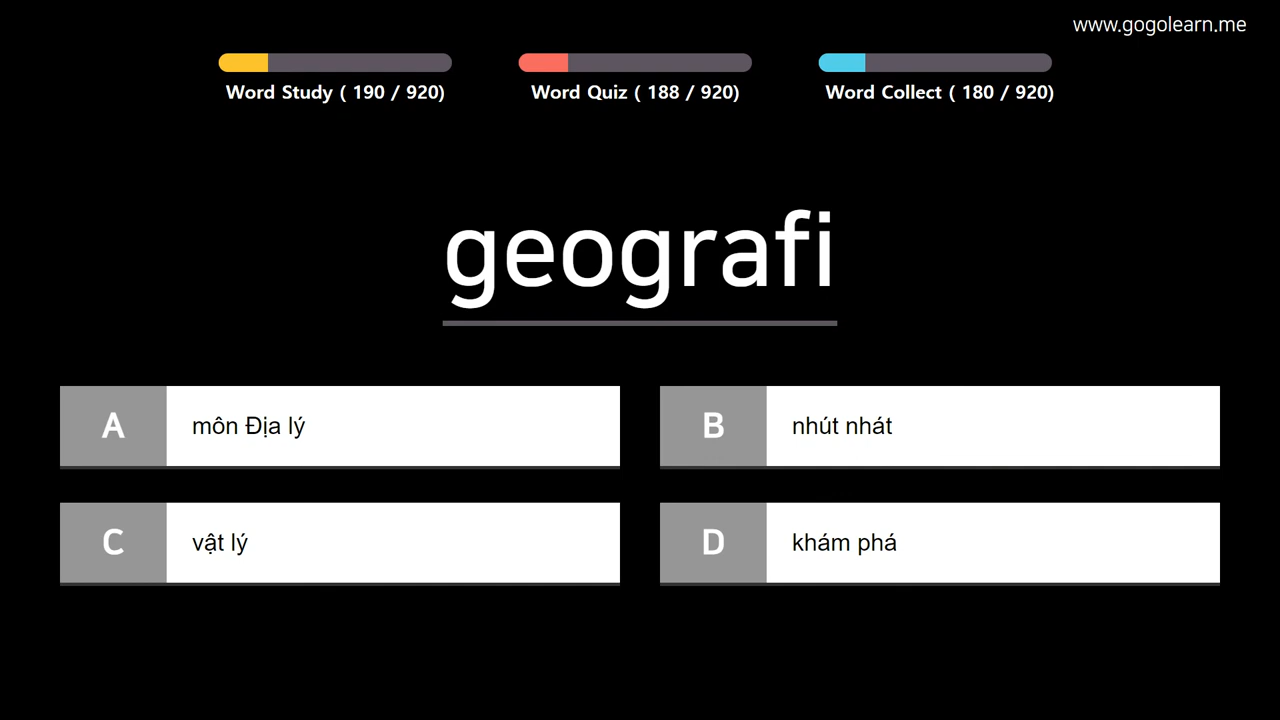 www.gogolearn.me
Word Study ( 190 / 920)
Word Quiz ( 188 / 920)
Word Collect ( 180 / 920)
geografi
A môn Địa lý
B nhút nhát
C vật lý
D khám phá